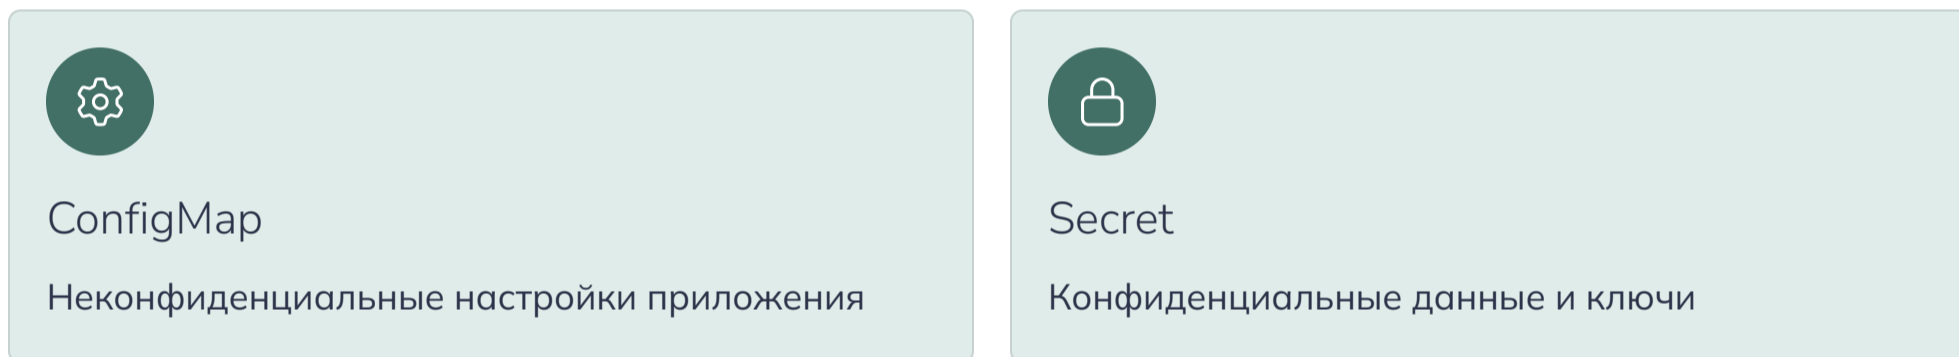 ConfigMap
Неконфиденциальные настройки приложения
Secret
Конфиденциальные данные и ключи